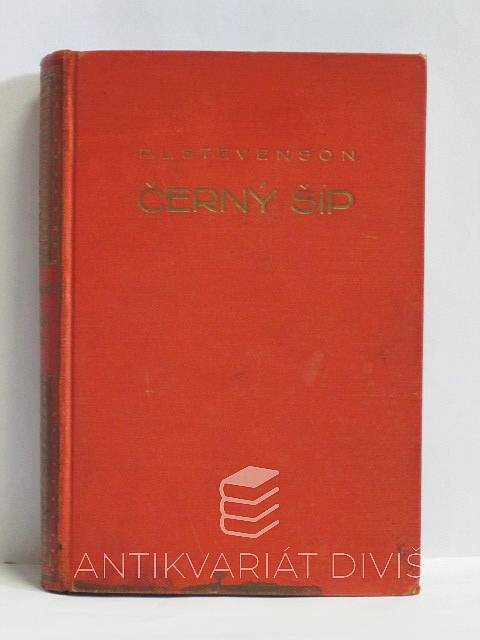 R.L.STEVENSON
ČERNÝ ŠÍP
ANTIKVARIÁT DIVIŠ